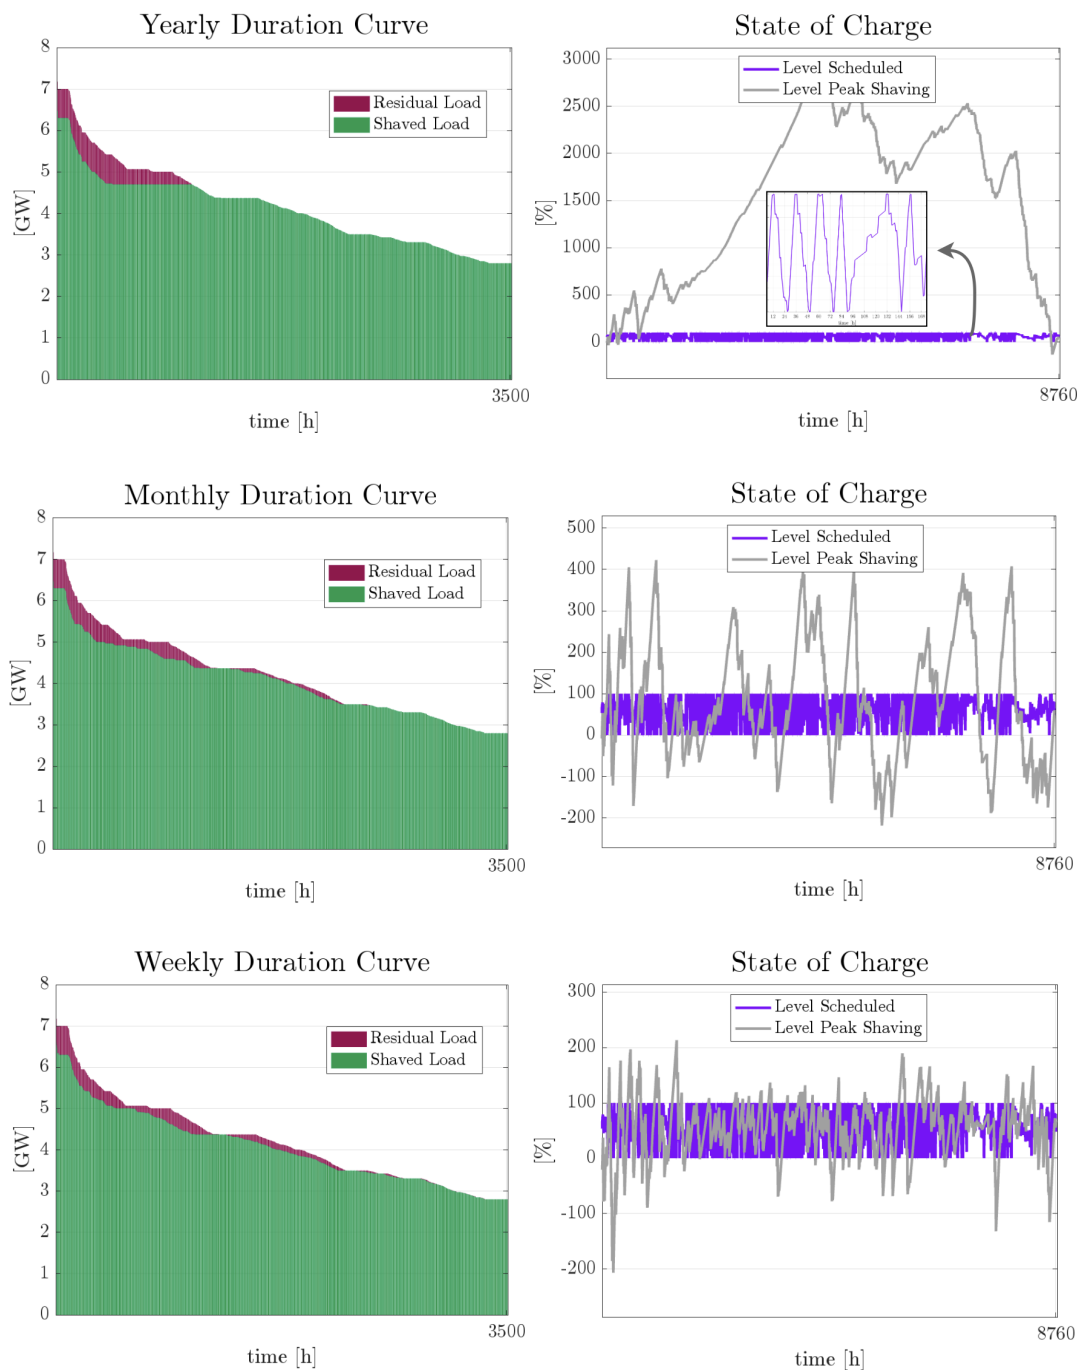 Yearly Duration Curve
State of Charge
8
7
6
5
4
3
2
1
0
[GW]
Residual Load
Shaved Load
3500
time [h]
3000
2500
2000
1500
1000
500
0
[%]
Level Scheduled
Level Peak Shaving
time [h]
8760
time [h]
Monthly Duration Curve
State of Charge
8
7
6
5
4
3
2
1
0
[GW]
Residual Load
Shaved Load
3500
time [h]
500
400
300
200
100
0
-100
-200
[%]
Level Scheduled
Level Peak Shaving
8760
time [h]
Weekly Duration Curve
State of Charge
8
7
6
5
4
3
2
1
0
[GW]
Residual Load
Shaved Load
3500
time [h]
300
200
100
0
-100
-200
[%]
Level Scheduled
Level Peak Shaving
8760
time [h]